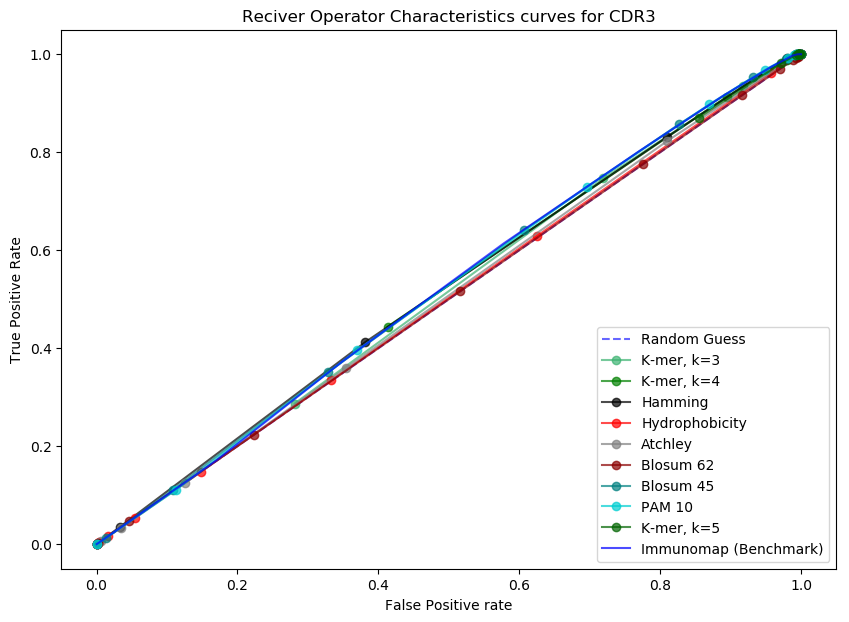 Reciver Operator Characteristics curves for CDR3
1.0
0.8
0.6
0.4
0.2
0.0
True Positive Rate
0.0 0.2 0.4 0.6 0.8 1.0
False Positive rate
Random Guess
K-mer, k=3
K-mer, k=4
Hamming
Hydrophobicity
Atchley
Blosum 62
Blosum 45
PAM 10
K-mer, k=5
Immunomap (Benchmark)